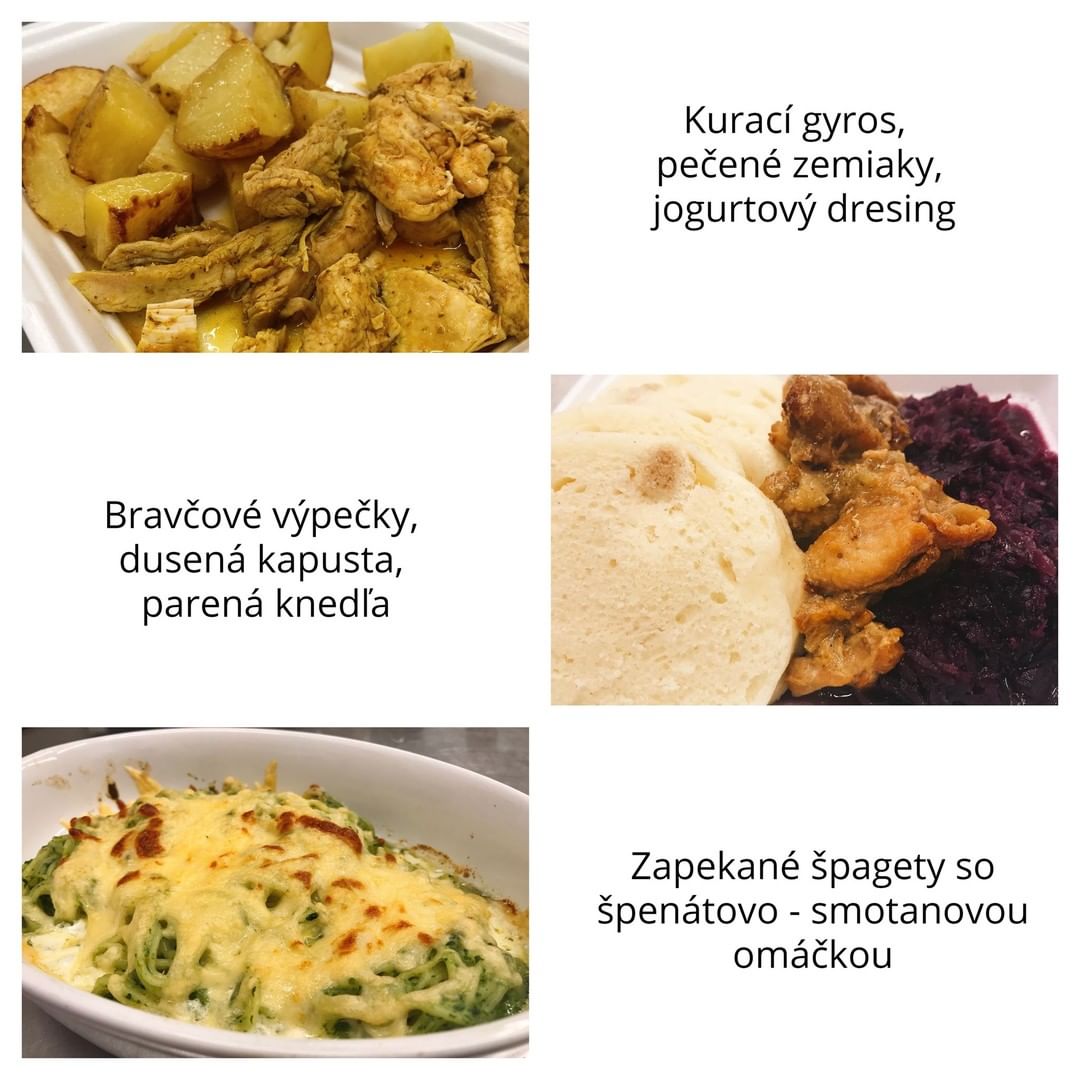 Kurací gyros,
pečené zemiaky,
jogurtový dresing
Bravčové výpečky,
dusená kapusta,
parená knedľa
Zapekané špagety so
špenátovo - smotanovou
omáčkou